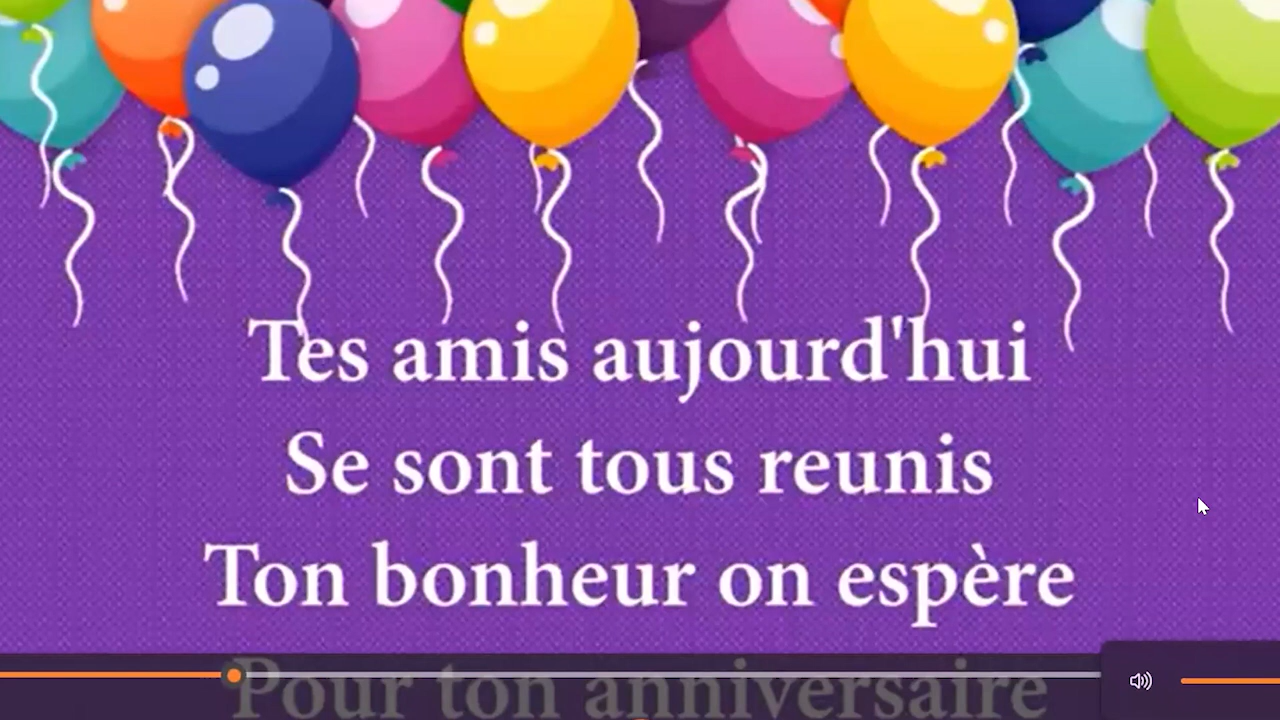 Tes amis aujourd'hui
Se sont tous reunis
Ton bonheur on espère
Pour ton anniversaire